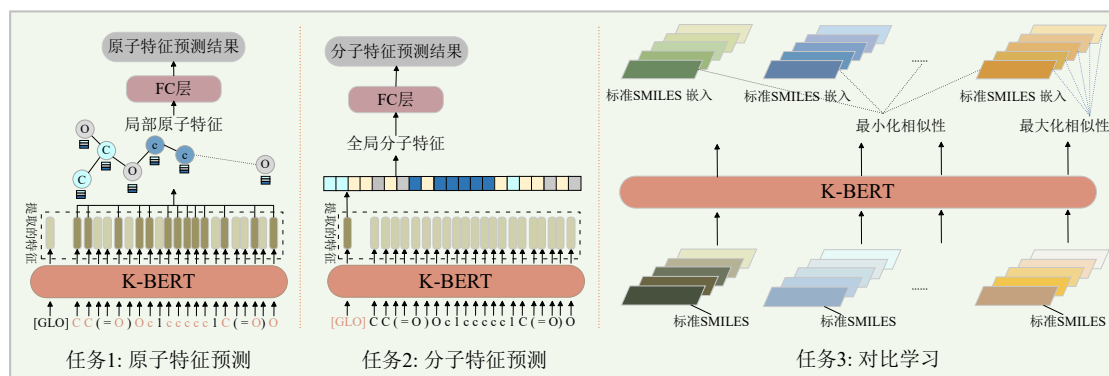 原子特征预测结果
FC层
局部原子特征
O
C
C
O
c
c
O
提取的特征
K-BERT
[GLO] C C ( = O ) O c 1 c c c c c 1 C ( = O ) O
任务1: 原子特征预测
分子特征预测结果
FC层
全局分子特征
提取的特征
K-BERT
[GLO] C C ( = O ) O c 1 c c c c c 1 C ( = O ) O
任务2: 分子特征预测
标准SMILES 嵌入
标准SMILES 嵌入
......
标准SMILES 嵌入
最小化相似性
最大化相似性
K-BERT
标准SMILES
标准SMILES
......
标准SMILES
任务3: 对比学习